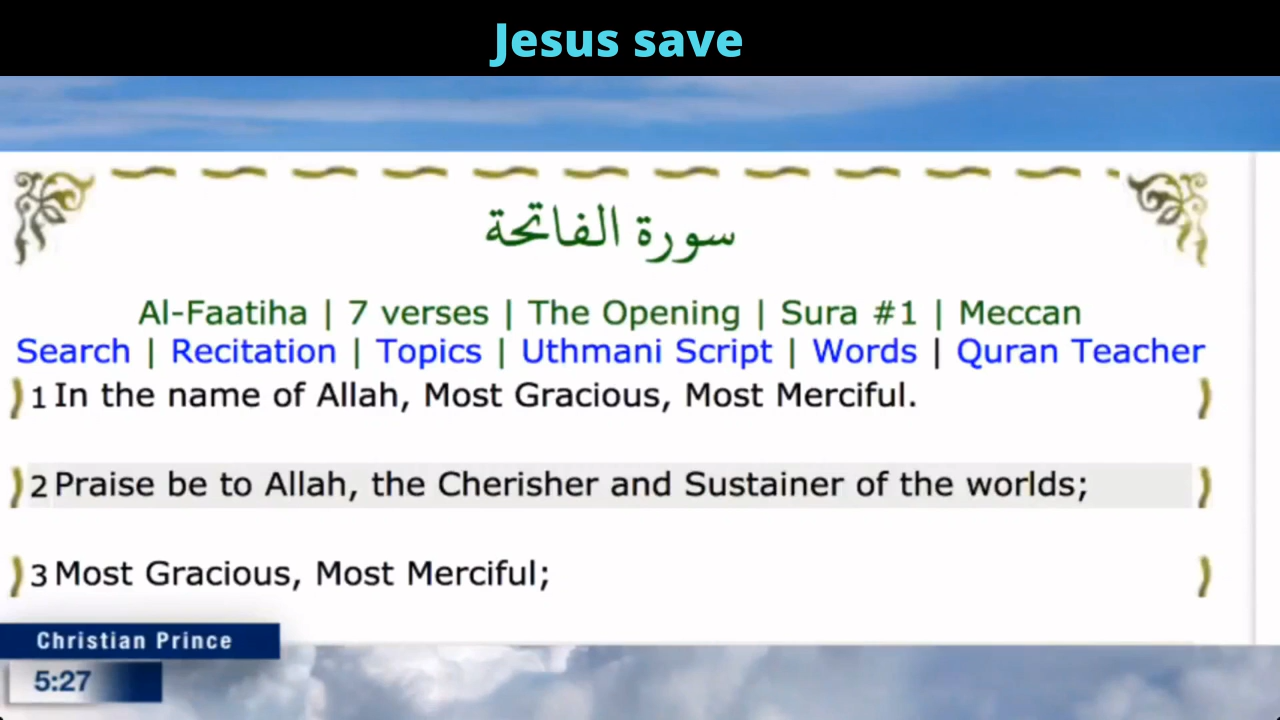 Jesus save
سورة الفاتحة
Al-Faatiha | 7 verses | The Opening | Sura #1 | Meccan
Search | Recitation | Topics | Uthmani Script | Words | Quran Teacher
1 In the name of Allah, Most Gracious, Most Merciful.
2 Praise be to Allah, the Cherisher and Sustainer of the worlds;
3 Most Gracious, Most Merciful;
Christian Prince
5:27